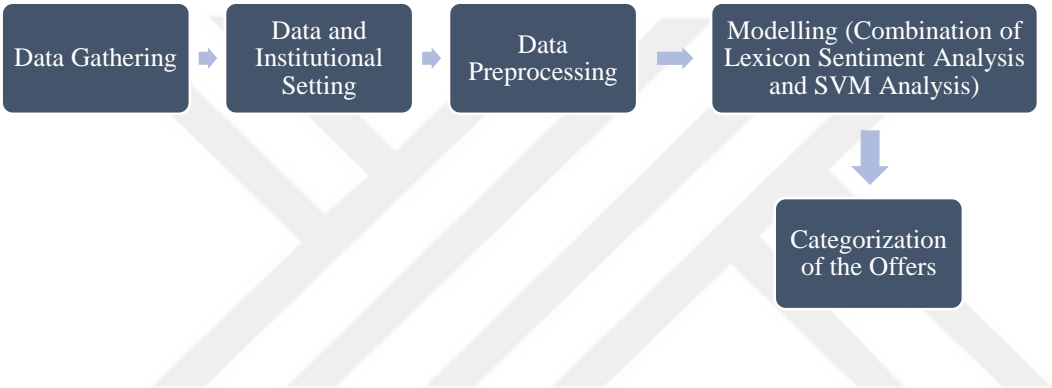 Data Gathering
Data and
Institutional
Setting
Data
Preprocessing
Modelling (Combination of
Lexicon Sentiment Analysis
and SVM Analysis)
Categorization
of the Offers